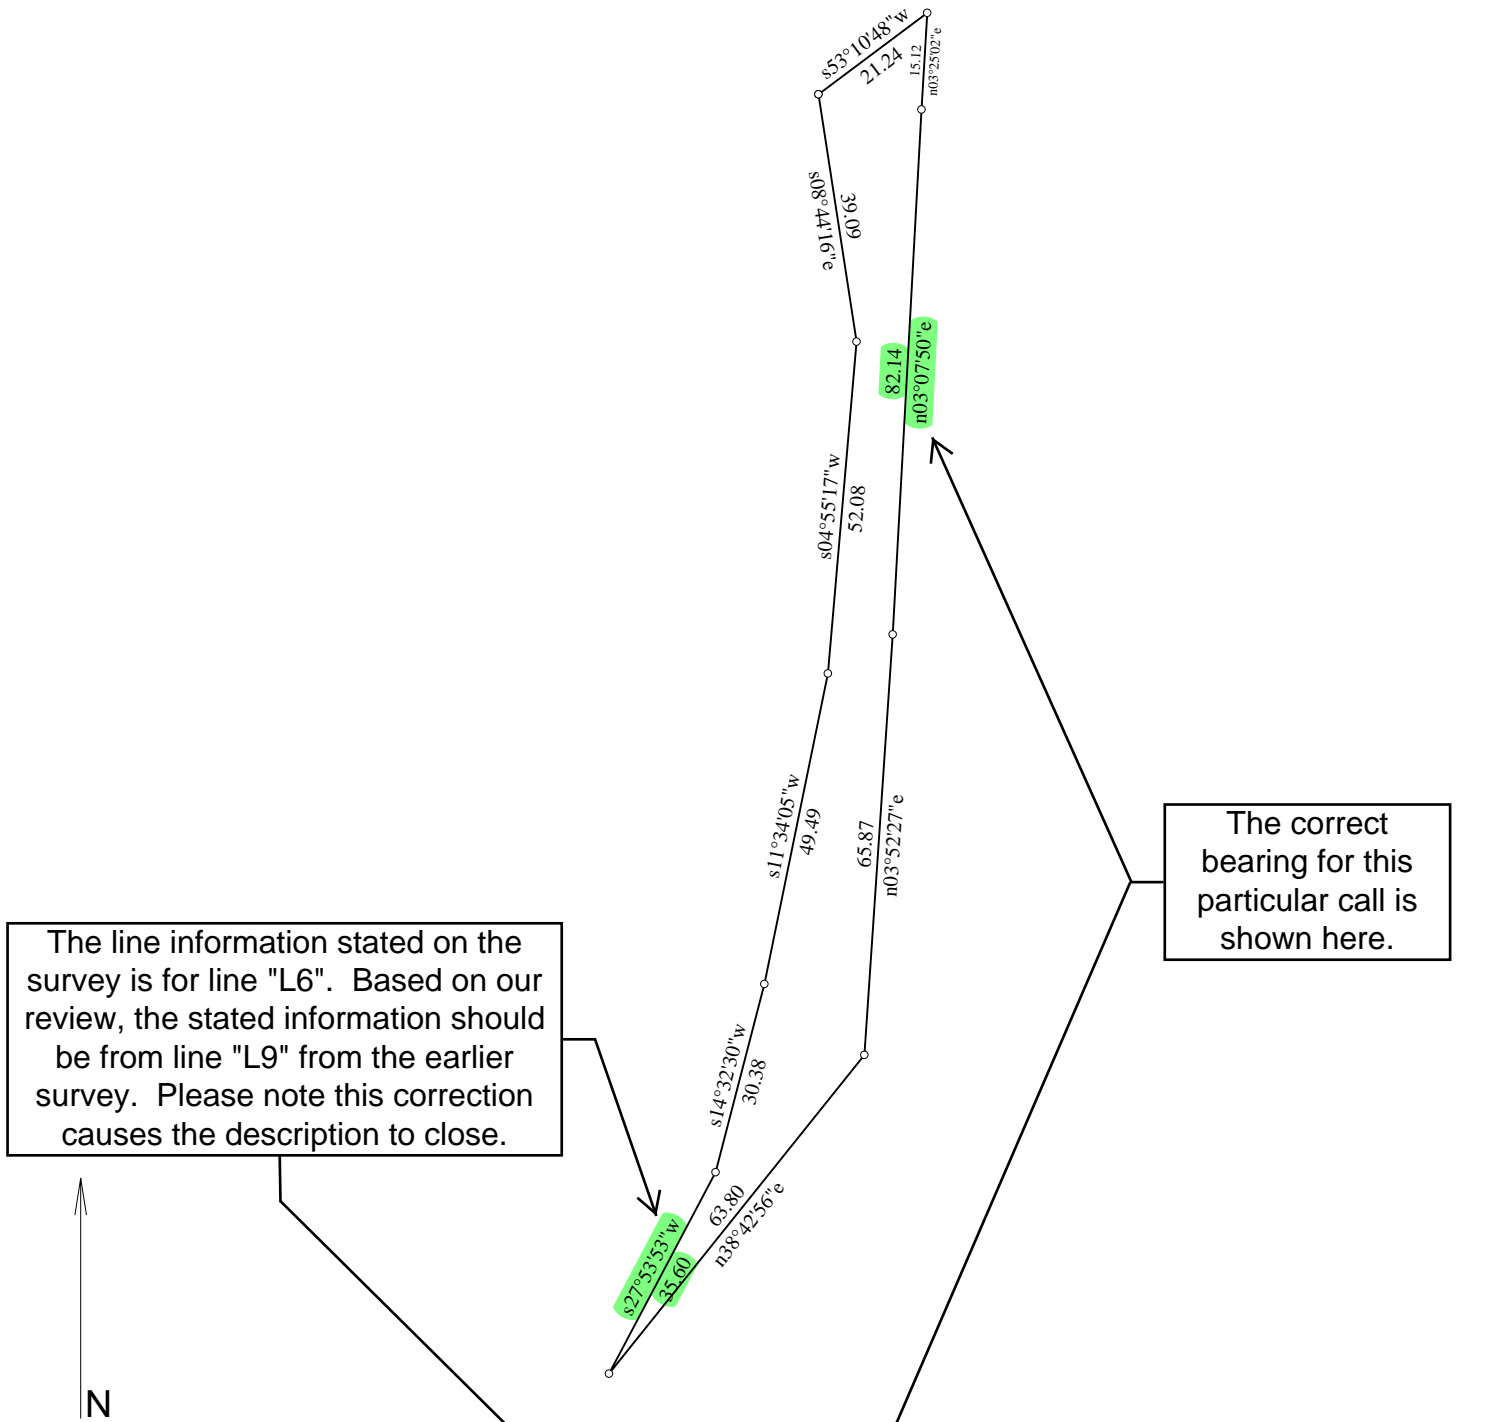 s53°10'48"w
21.24
15.12
n03°25'02"e
s08°44'16"e
39.09
82.14
n03°07'50"e
s04°55'17"w
52.08
s11°34'05"w
49.49
65.87
n03°52'27"e
The correct
bearing for this
particular call is
shown here.
The line information stated on the
survey is for line "L6".  Based on our
review, the stated information should
be from line "L9" from the earlier
survey.  Please note this correction
causes the description to close.
s14°32'30"w
30.38
63.80
n38°42'56"e
s27°53'53"w
35.60
N